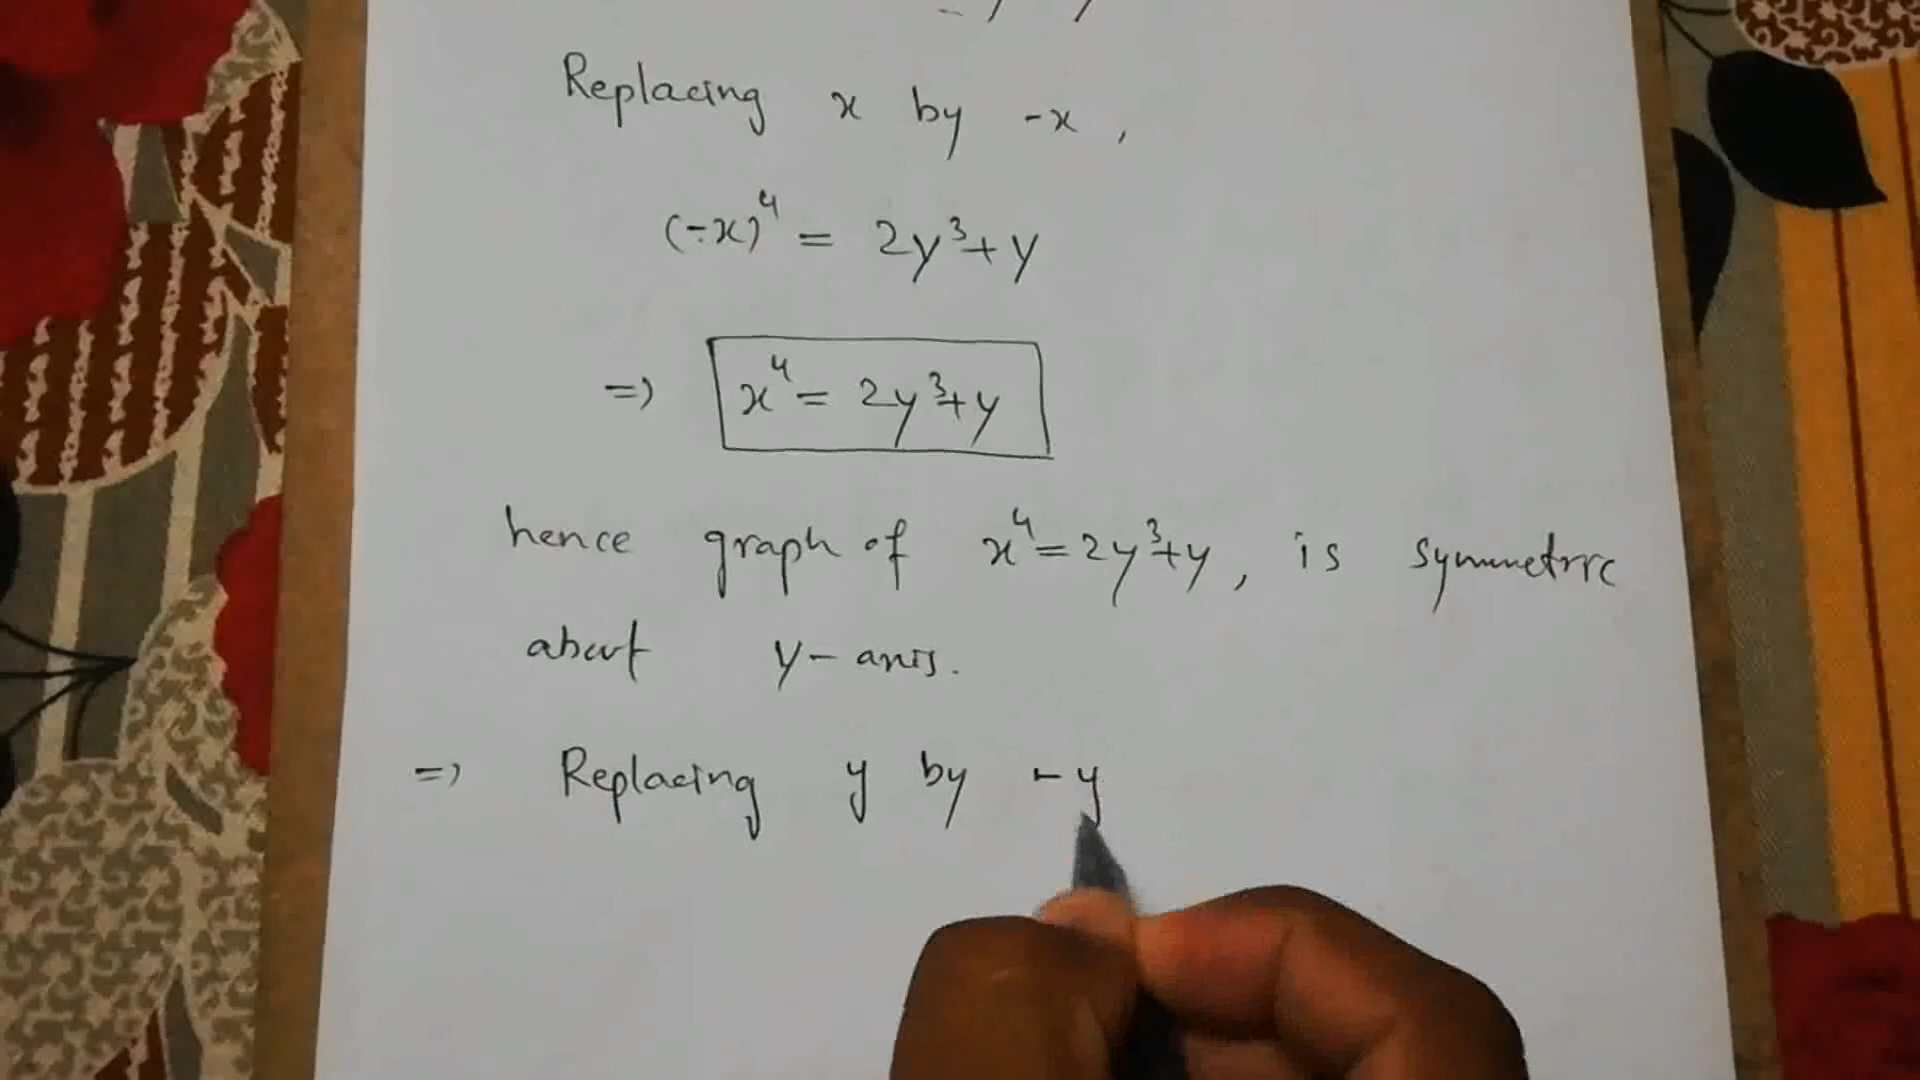 Replacing x by -x ,
(-x)⁴ = 2y³+y
=> x⁴ = 2y³+y
hence graph of x⁴=2y³+y, is symmetric
about y-axis.
=> Replacing y by -y